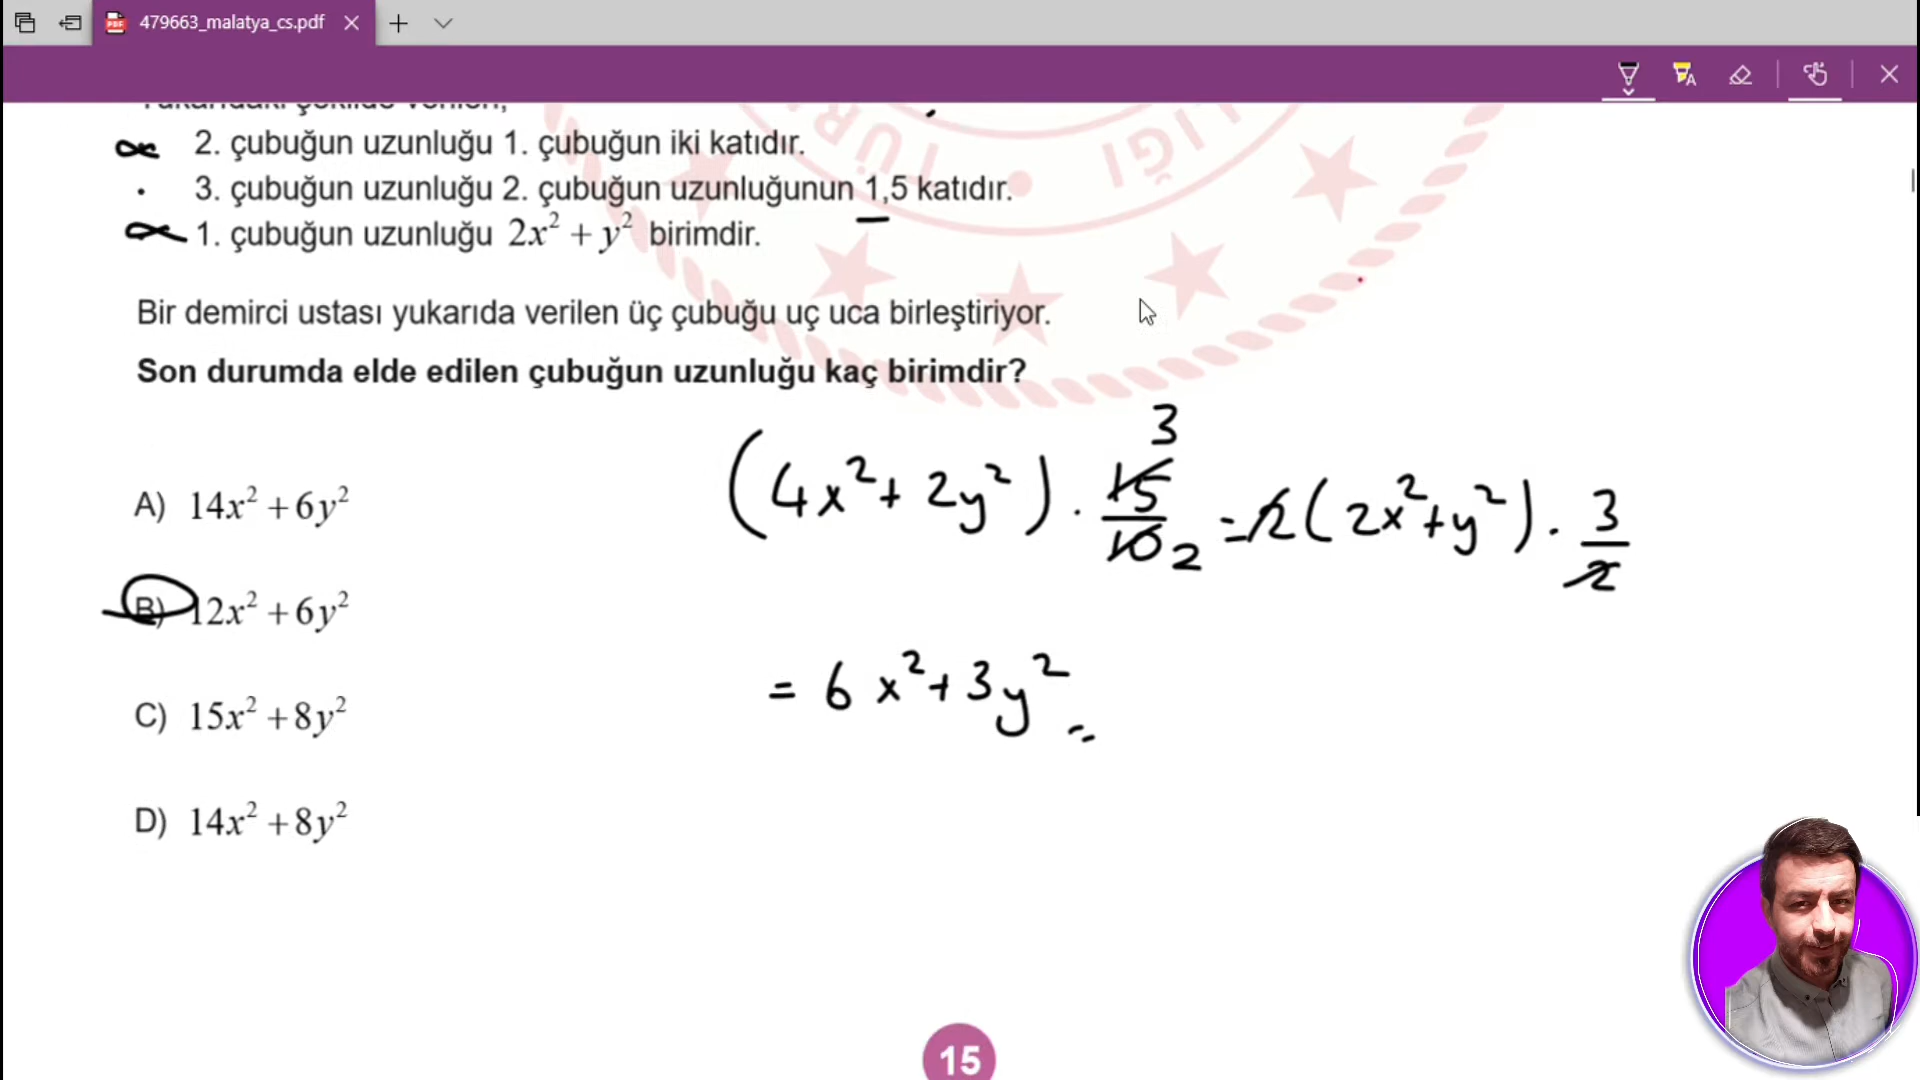 479663_malatya_cs.pdf
Yukarıdaki şekilde verilen,
2. çubuğun uzunluğu 1. çubuğun iki katıdır.
• 3. çubuğun uzunluğu 2. çubuğun uzunluğunun 1,5 katıdır.
1. çubuğun uzunluğu 2x² + y² birimdir.
Bir demirci ustası yukarıda verilen üç çubuğu uç uca birleştiriyor.
Son durumda elde edilen çubuğun uzunluğu kaç birimdir?
(4x² + 2y²) · 15/10 3 2 = 2(2x² + y²) · 3/2
= 6x² + 3y²
A) 14x² + 6y²
B) 12x² + 6y²
C) 15x² + 8y²
D) 14x² + 8y²
15